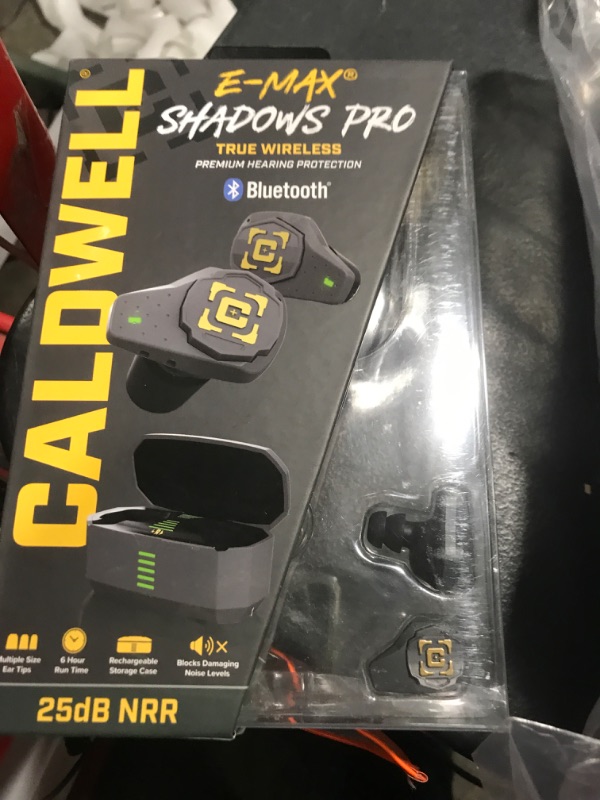 CALDWELL®
E-MAX®
SHADOWS PRO
TRUE WIRELESS
PREMIUM HEARING PROTECTION
Bluetooth®
Multiple Size
Ear Tips
6 Hour
Run Time
Rechargeable
Storage Case
Blocks Damaging
Noise Levels
25dB NRR